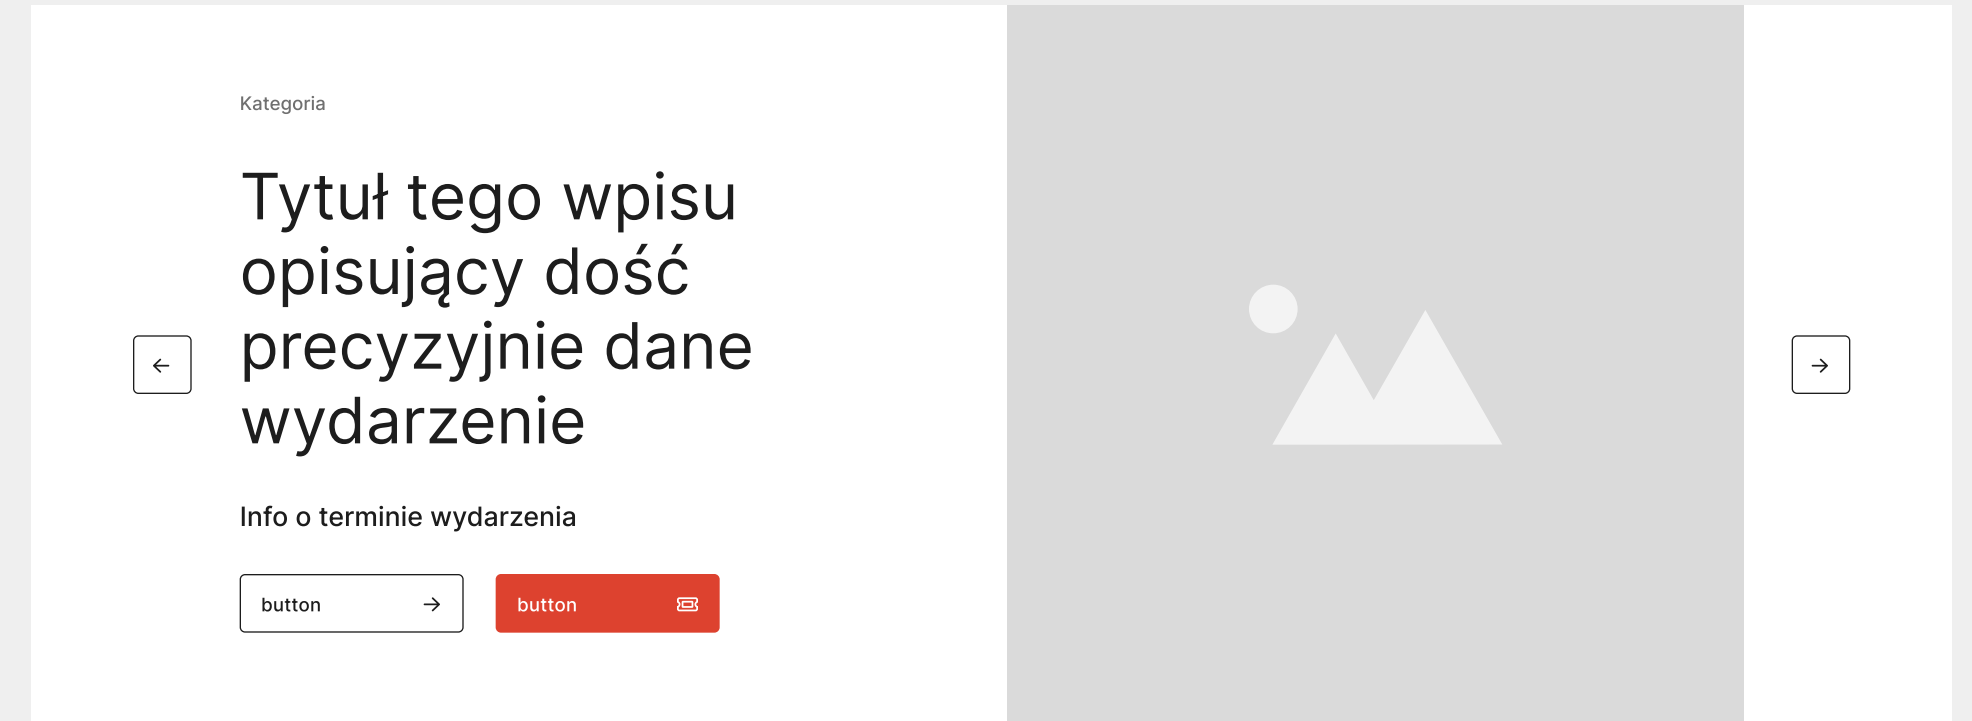 Kategoria
Tytuł tego wpisu
opisujący dość
precyzyjnie dane
wydarzenie
Info o terminie wydarzenia
button
button